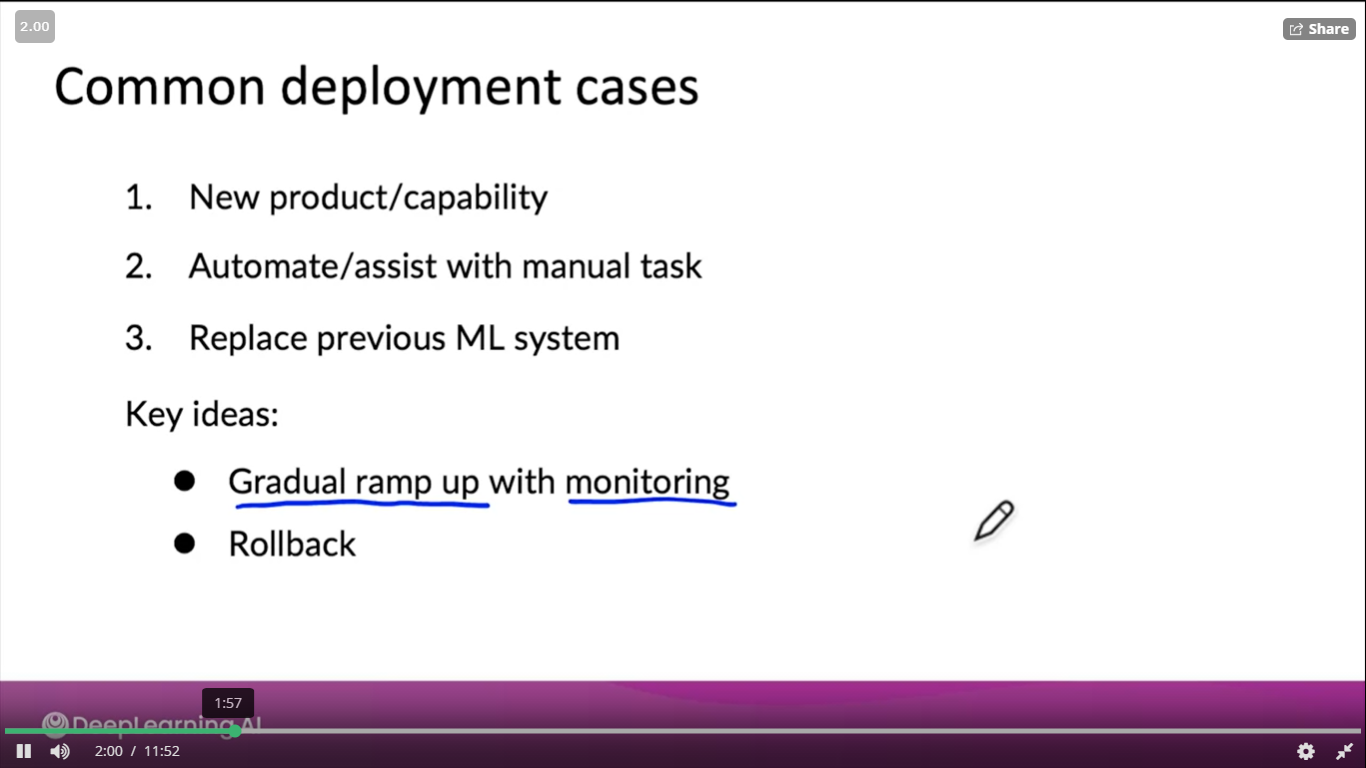 2.00
Share
Common deployment cases
1. New product/capability
2. Automate/assist with manual task
3. Replace previous ML system
Key ideas:
● Gradual ramp up with monitoring
● Rollback
1:57
DeepLearning.AI
2:00 / 11:52